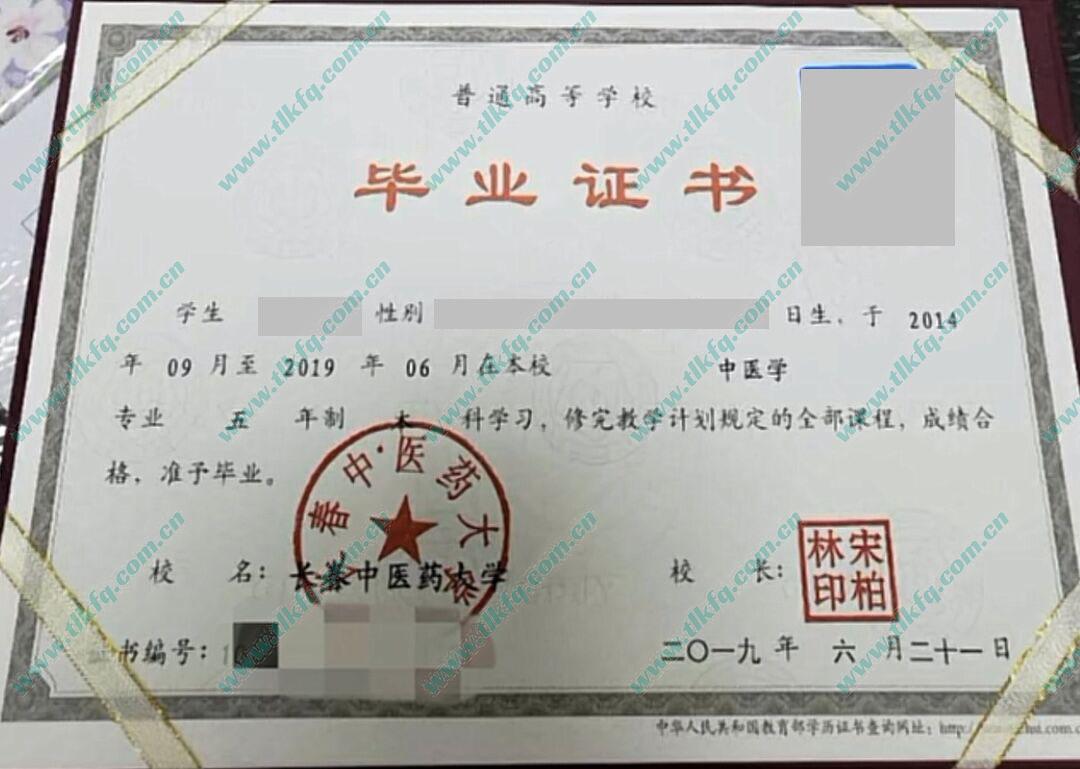 普通高等学校
毕业证书
学生 性别 日生，于 2014
年 09 月至 2019 年 06 月在本校 中医学
专业 五 年制 本 科学习，修完教学计划规定的全部课程，成绩合
格，准予毕业。
长春中医药大学
校 名：长春中医药大学
校 长：
宋柏林印
证书编号：
二〇一九 年 六 月二十一日
中华人民共和国教育部学历证书查询网址：http://www.chsi.com.c
www.tlkfq.com.cn